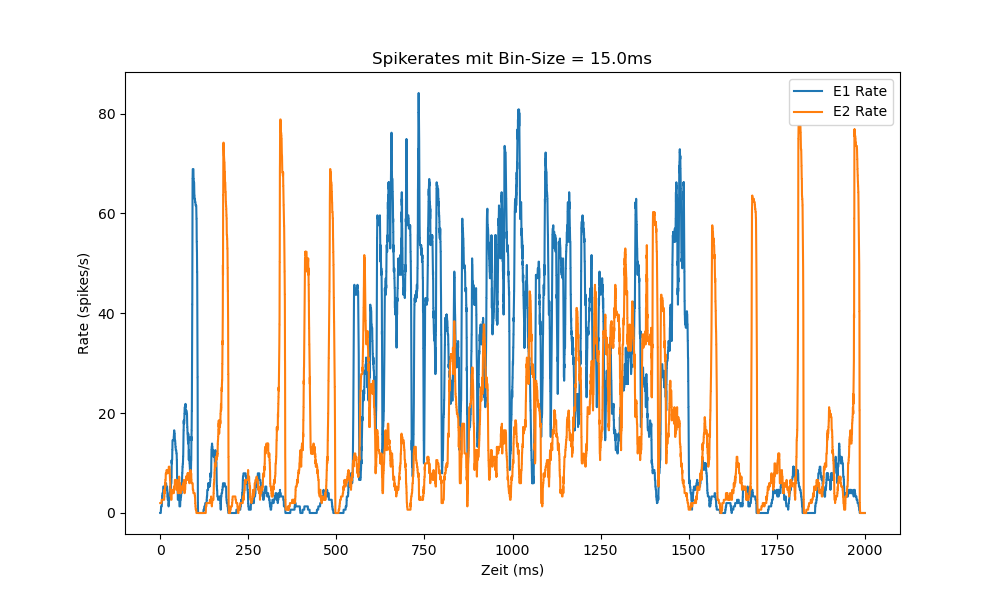 Spikerates mit Bin-Size = 15.0ms
E1 Rate
E2 Rate
80
60
40
20
0
Rate (spikes/s)
0 250 500 750 1000 1250 1500 1750 2000
Zeit (ms)